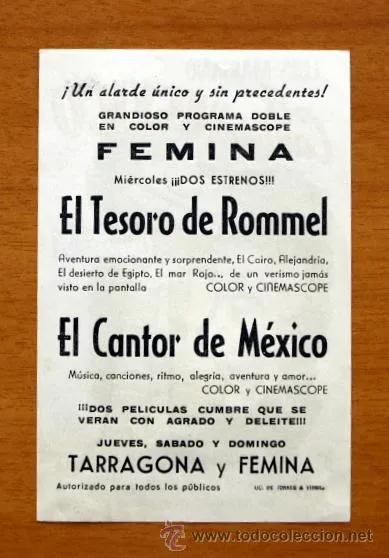 ¡Un alarde único y sin precedentes!
GRANDIOSO PROGRAMA DOBLE
EN COLOR Y CINEMASCOPE
FEMINA
Miércoles ¡¡¡DOS ESTRENOS!!!
El Tesoro de Rommel
Aventura emocionante y sorprendente, El Cairo, Alejandría,
El desierto de Egipto, El mar Rojo... de un verismo jamás
visto en la pantalla COLOR y CINEMASCOPE
El Cantor de México
Música, canciones, ritmo, alegría, aventura y amor...
COLOR y CINEMASCOPE
¡¡¡DOS PELICULAS CUMBRE QUE SE
VERAN CON AGRADO Y DELEITE!!!
JUEVES, SABADO Y DOMINGO
TARRAGONA y FEMINA
Autorizado para todos los públicos
todocoleccion
www.todocoleccion.net